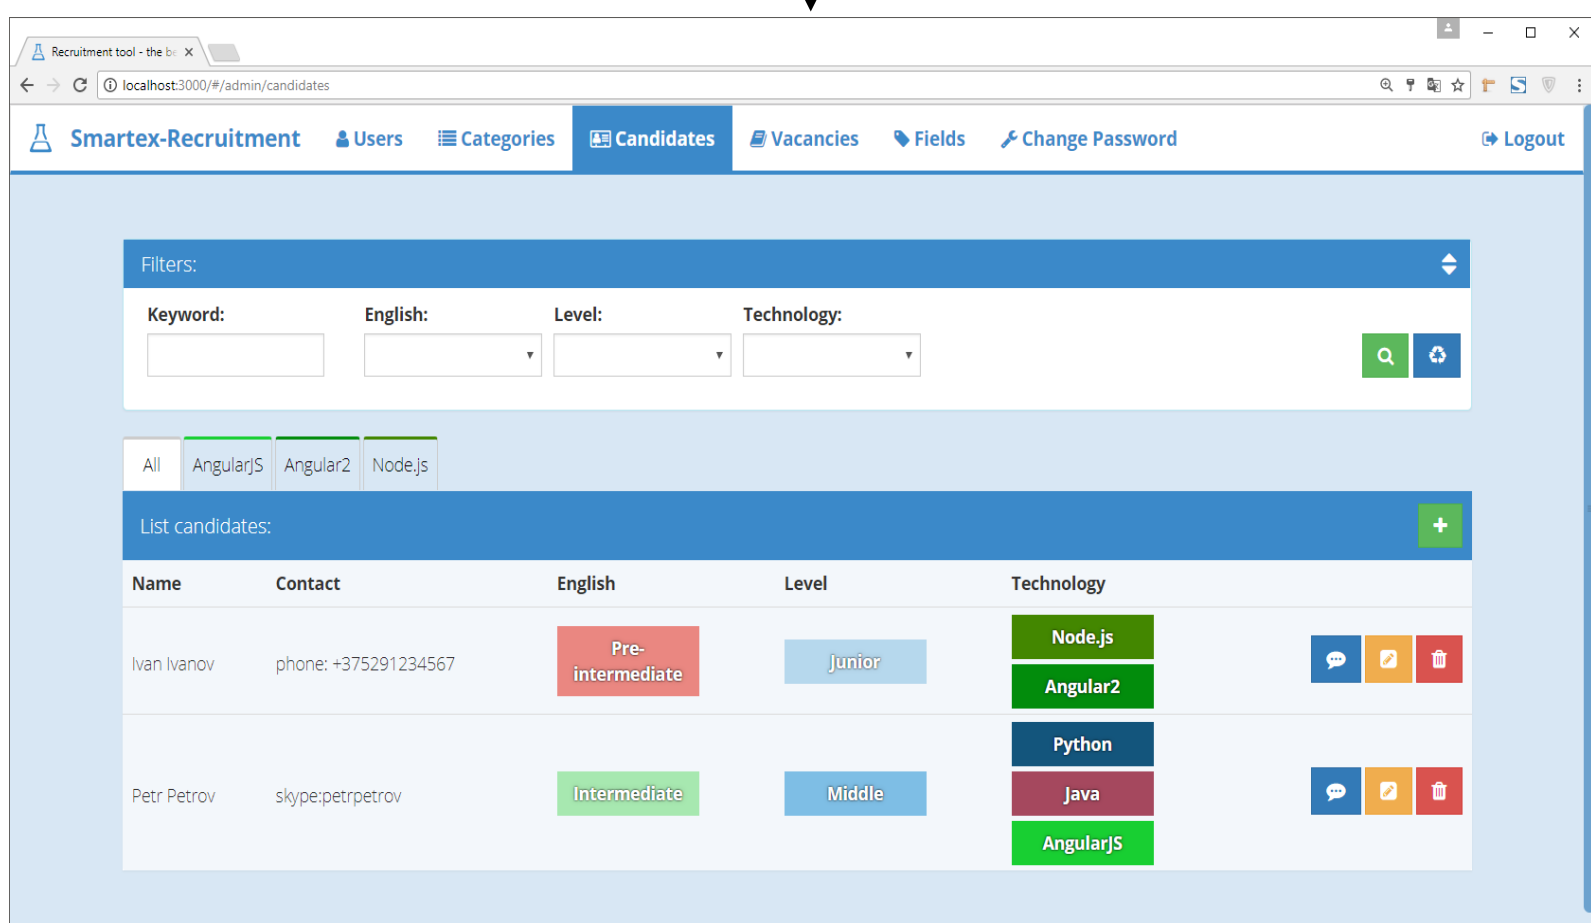 Recruitment tool - the be
localhost:3000/#/admin/candidates
Smartex-Recruitment Users Categories Candidates Vacancies Fields Change Password Logout
Filters:
Keyword: English: Level: Technology:
All AngularJS Angular2 Node.js
List candidates:
Name Contact English Level Technology
Ivan Ivanov phone: +375291234567 Pre-intermediate Junior Node.js
Angular2
Petr Petrov skype:petrpetrov Intermediate Middle Python
Java
AngularJS